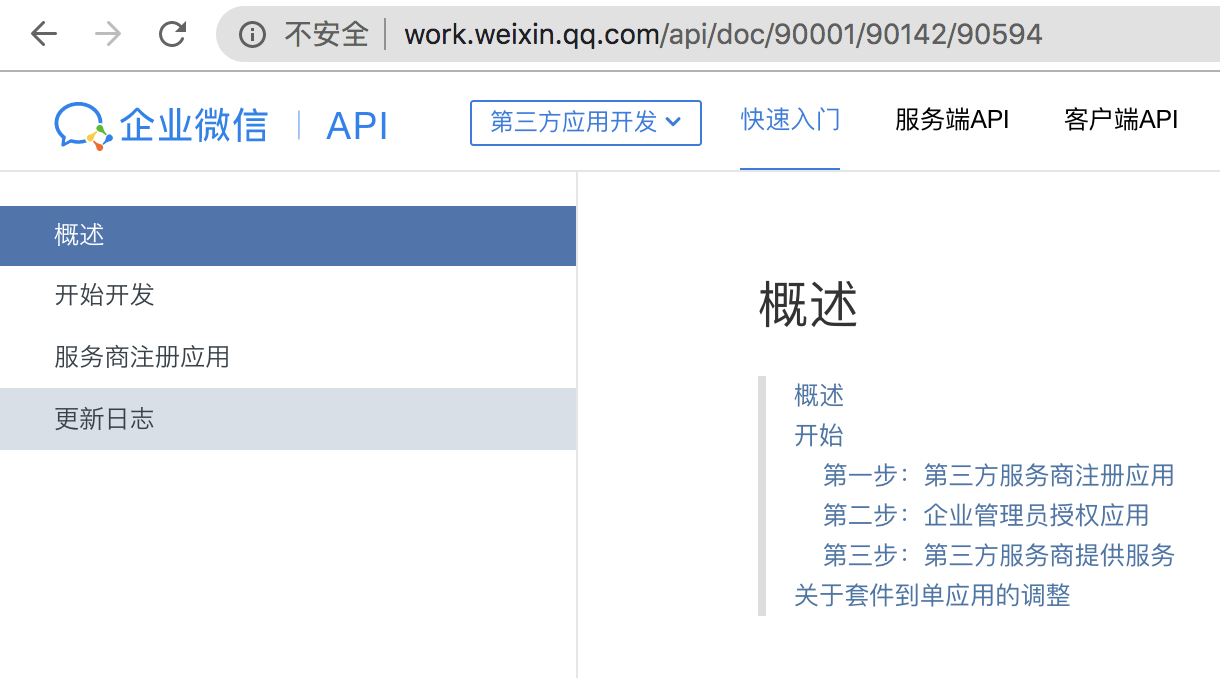 不安全 work.weixin.qq.com/api/doc/90001/90142/90594
企业微信 API 第三方应用开发 快速入门 服务端API 客户端API
概述
开始开发
服务商注册应用
更新日志
概述
概述
开始
第一步：第三方服务商注册应用
第二步：企业管理员授权应用
第三步：第三方服务商提供服务
关于套件到单应用的调整